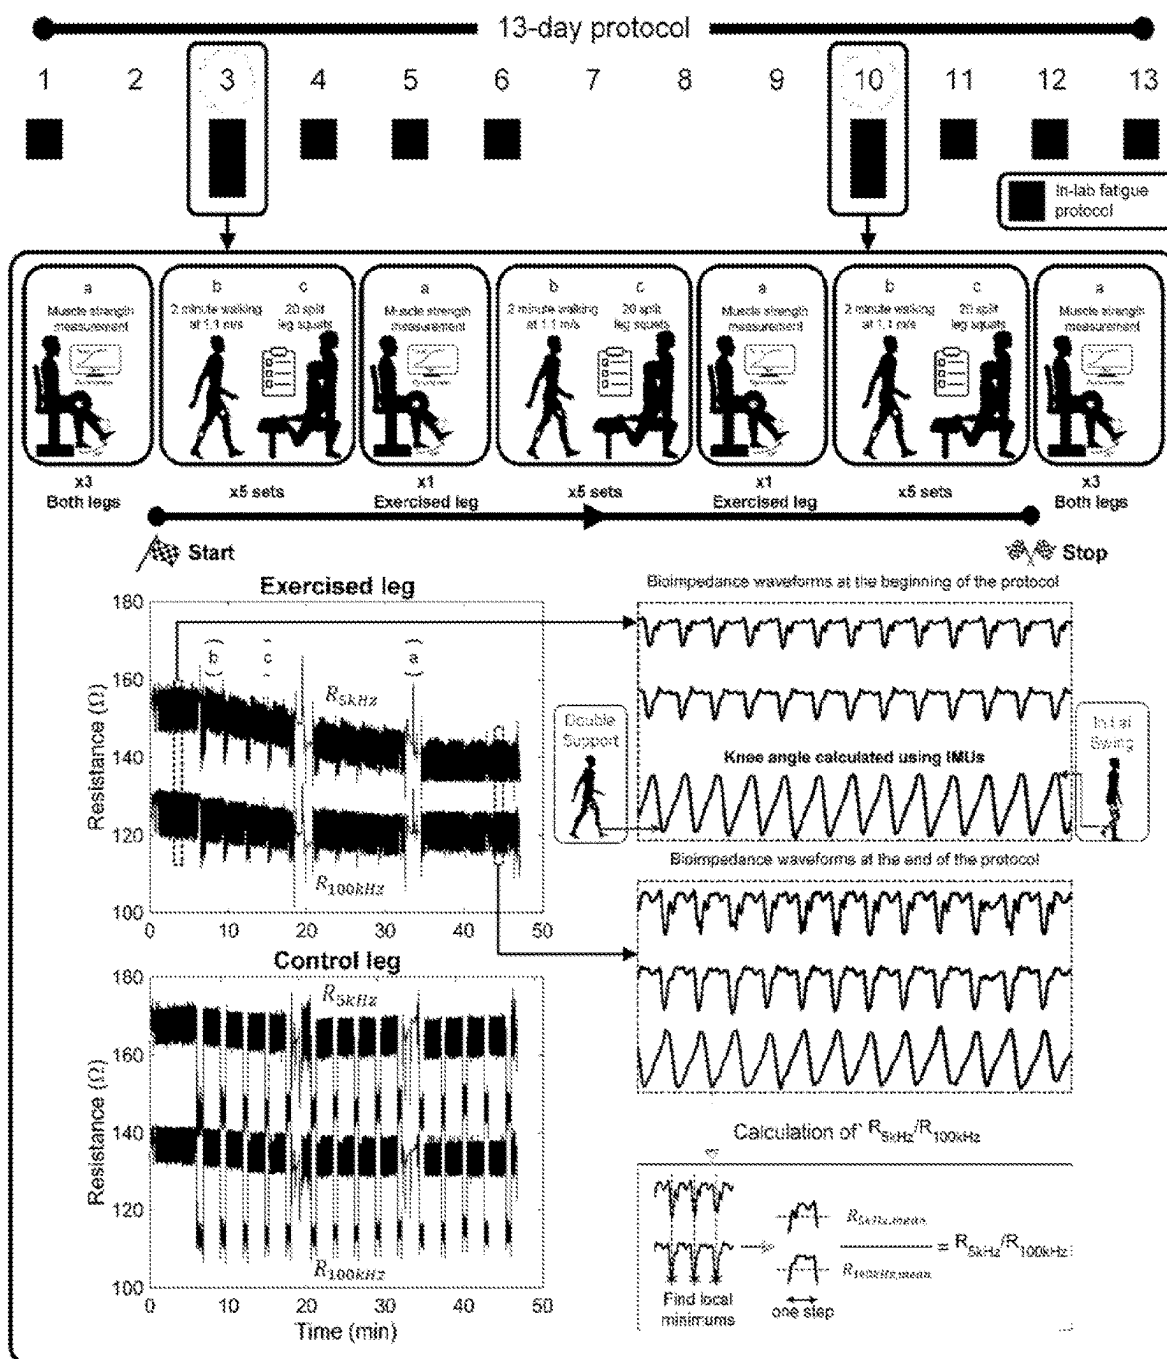 13-day protocol
1 2 3 4 5 6 7 8 9 10 11 12 13
In-lab fatigue
protocol
a b c a b c a b c a
Muscle strength 2 minute walking 20 split Muscle strength 2 minute walking 20 split Muscle strength 2 minute walking 20 split Muscle strength
measurement at 1.1 m/s leg squats measurement at 1.1 m/s leg squats measurement at 1.1 m/s leg squats measurement
x3 x5 sets x1 x5 sets x1 x5 sets x3
Both legs Exercised leg Exercised leg Both legs
Start
Stop
Exercised leg
180
160
140
120
100
Resistance (Ω)
b c a
R5kHz
R100kHz
0 10 20 30 40 50
Control leg
180
160
140
120
100
Resistance (Ω)
R5kHz
R100kHz
0 10 20 30 40 50
Time (min)
Bioimpedance waveforms at the beginning of the protocol
Double
Support
Initial
Swing
Knee angle calculated using IMUs
Bioimpedance waveforms at the end of the protocol
Calculation of R5kHz/R100kHz
R5kHz,mean
R100kHz,mean
= R5kHz/R100kHz
Find local
minimums
one step